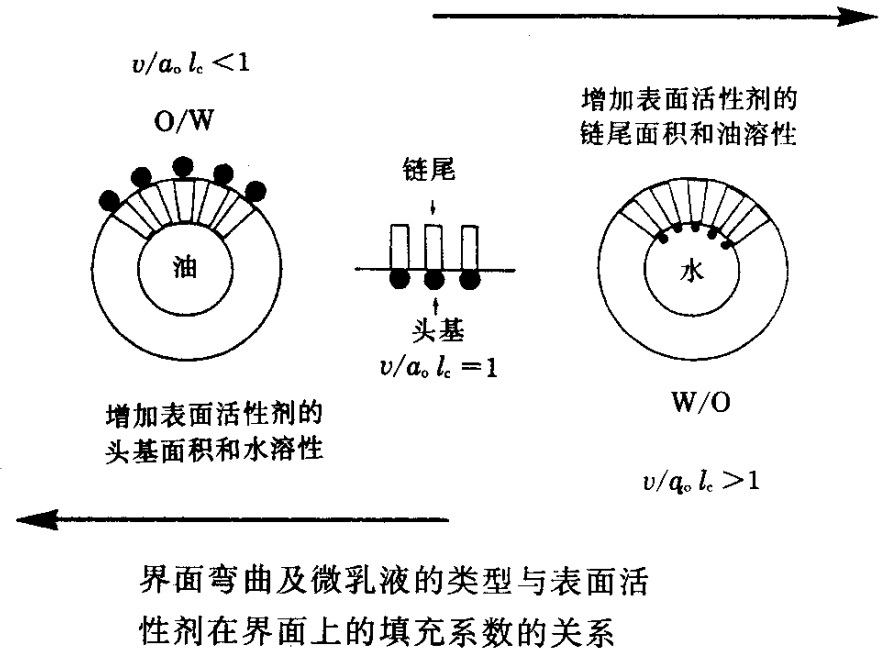 v/aₒ l꜀ <1
O/W
增加表面活性剂的
链尾面积和油溶性
链尾
油
水
头基
v/aₒ l꜀ =1
W/O
增加表面活性剂的
头基面积和水溶性
v/qₒ l꜀ >1
界面弯曲及微乳液的类型与表面活
性剂在界面上的填充系数的关系